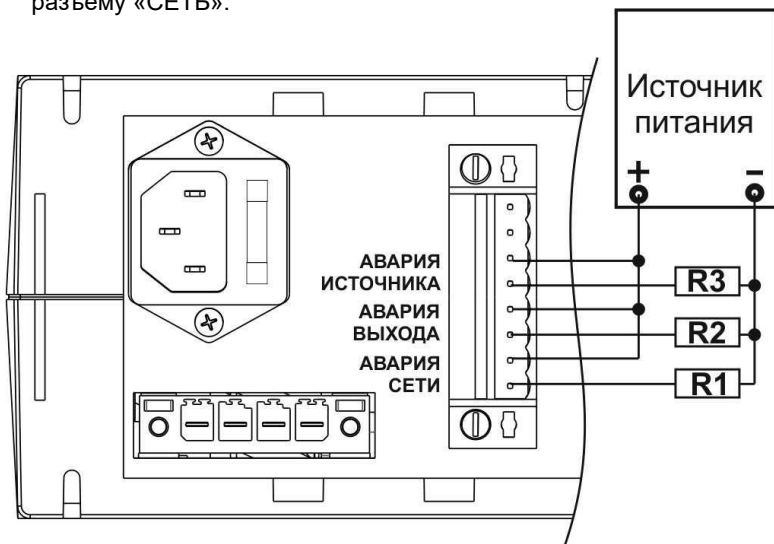 разъему «СЕТЬ».
Источник
питания
+ -
АВАРИЯ
ИСТОЧНИКА
АВАРИЯ
ВЫХОДА
АВАРИЯ
СЕТИ
R3
R2
R1